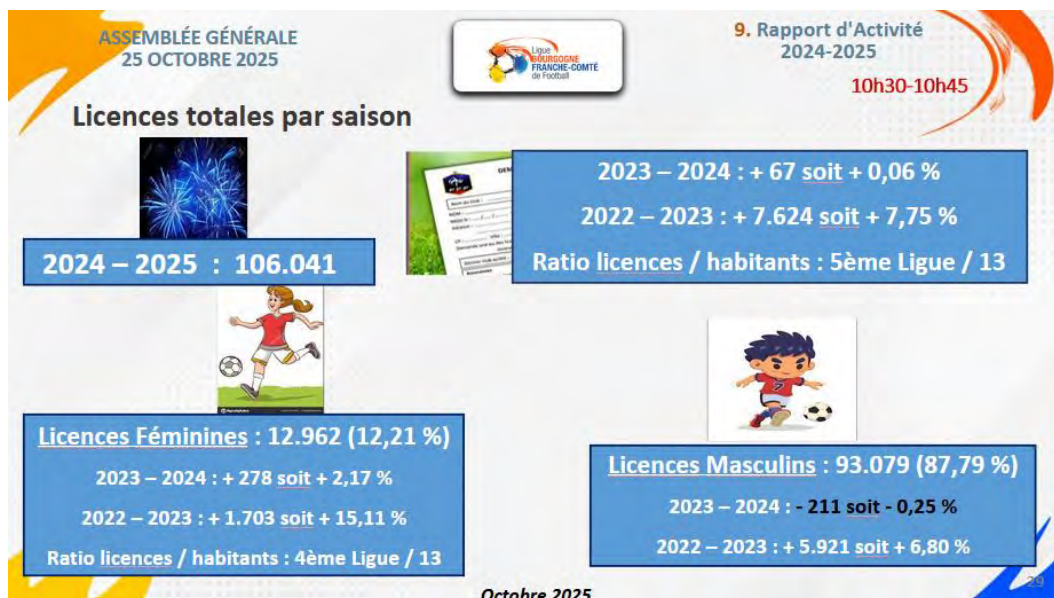 ASSEMBLÉE GÉNÉRALE
25 OCTOBRE 2025
Ligue
BOURGOGNE
FRANCHE-COMTÉ
de Football
9. Rapport d'Activité
2024-2025
10h30-10h45
Licences totales par saison
2024 – 2025 : 106.041
2023 – 2024 : + 67 soit + 0,06 %
2022 – 2023 : + 7.624 soit + 7,75 %
Ratio licences / habitants : 5ème Ligue / 13
Licences Féminines : 12.962 (12,21 %)
2023 – 2024 : + 278 soit + 2,17 %
2022 – 2023 : + 1.703 soit + 15,11 %
Ratio licences / habitants : 4ème Ligue / 13
Licences Masculins : 93.079 (87,79 %)
2023 – 2024 : - 211 soit - 0,25 %
2022 – 2023 : + 5.921 soit + 6,80 %
Octobre 2025
29